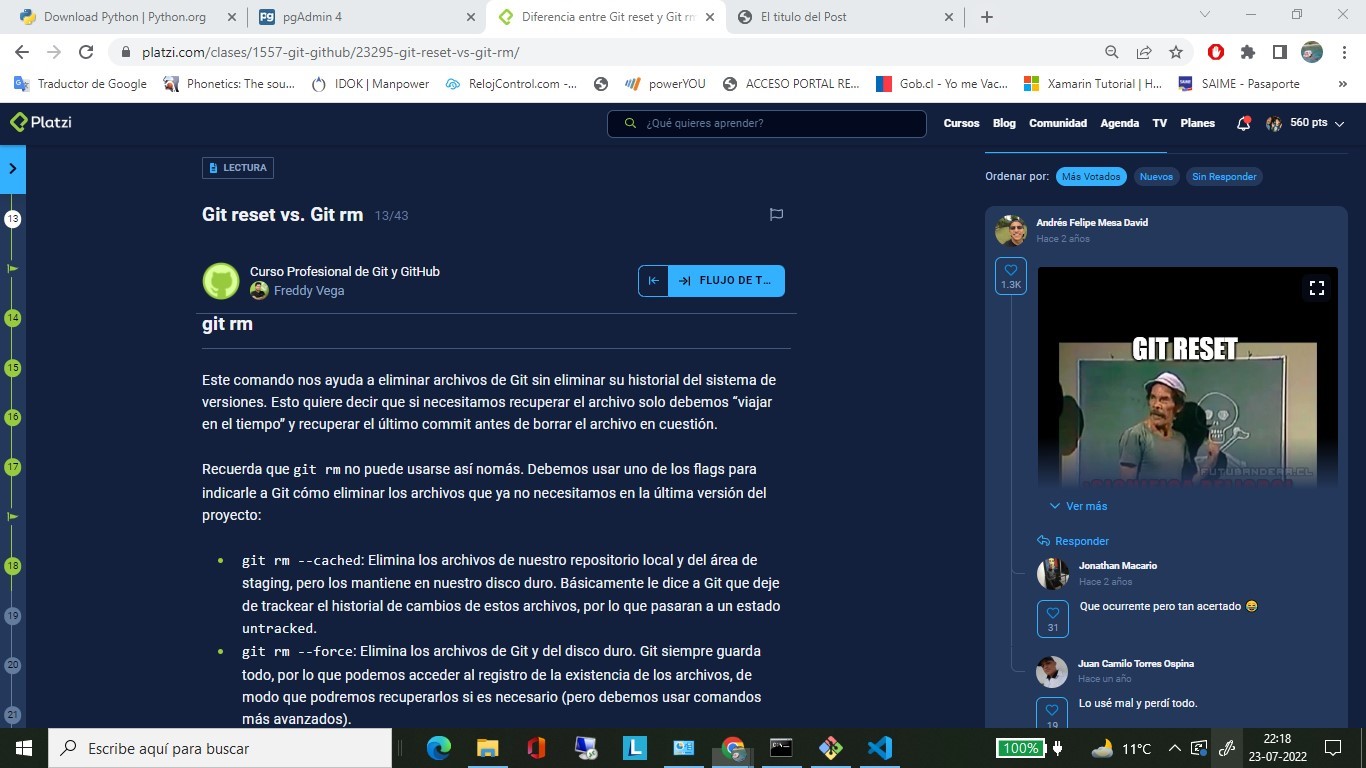 Download Python | Python.org
pgAdmin 4
Diferencia entre Git reset y Git rm
El titulo del Post
platzi.com/clases/1557-git-github/23295-git-reset-vs-git-rm/
Traductor de Google
Phonetics: The sou...
IDOK | Manpower
RelojControl.com -...
powerYOU
ACCESO PORTAL RE...
Gob.cl - Yo me Vac...
Xamarin Tutorial | H...
SAIME - Pasaporte
Platzi
¿Qué quieres aprender?
Cursos
Blog
Comunidad
Agenda
TV
Planes
560 pts
LECTURA
Git reset vs. Git rm 13/43
Curso Profesional de Git y GitHub
Freddy Vega
FLUJO DE T...
git rm
Este comando nos ayuda a eliminar archivos de Git sin eliminar su historial del sistema de
versiones. Esto quiere decir que si necesitamos recuperar el archivo solo debemos “viajar
en el tiempo” y recuperar el último commit antes de borrar el archivo en cuestión.
Recuerda que git rm no puede usarse así nomás. Debemos usar uno de los flags para
indicarle a Git cómo eliminar los archivos que ya no necesitamos en la última versión del
proyecto:
git rm --cached: Elimina los archivos de nuestro repositorio local y del área de
staging, pero los mantiene en nuestro disco duro. Básicamente le dice a Git que deje
de trackear el historial de cambios de estos archivos, por lo que pasaran a un estado
untracked.
git rm --force: Elimina los archivos de Git y del disco duro. Git siempre guarda
todo, por lo que podemos acceder al registro de la existencia de los archivos, de
modo que podremos recuperarlos si es necesario (pero debemos usar comandos
más avanzados).
13
14
15
16
17
18
19
20
21
Ordenar por:
Más Votados
Nuevos
Sin Responder
Andrés Felipe Mesa David
Hace 2 años
1.3K
GIT RESET
FUTUBANDERA.CL
Ver más
Responder
Jonathan Macario
Hace 2 años
Que ocurrente pero tan acertado 😆
31
Juan Camilo Torres Ospina
Hace un año
Lo usé mal y perdí todo.
19
Escribe aquí para buscar
100%
11°C
22:18
23-07-2022